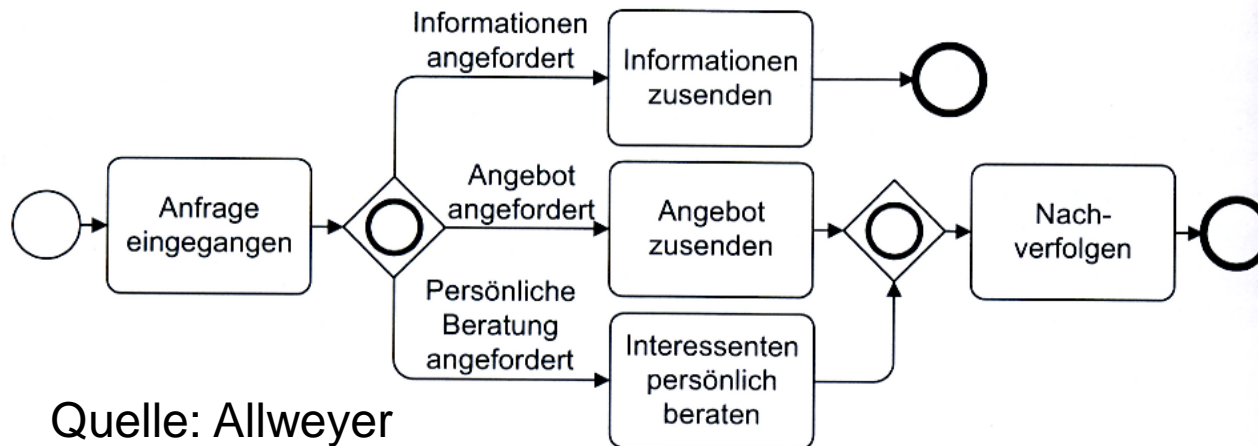 Informationen
angefordert
Informationen
zusenden
Anfrage
eingegangen
Angebot
angefordert
Angebot
zusenden
Nach-
verfolgen
Persönliche
Beratung
angefordert
Interessenten
persönlich
beraten
Quelle: Allweyer